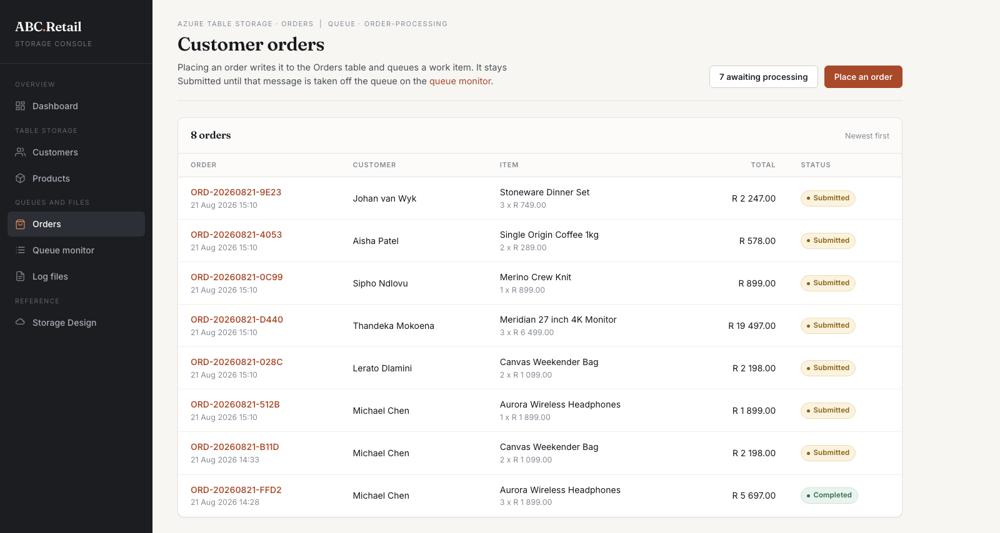 ABC.Retail
STORAGE CONSOLE
OVERVIEW
Dashboard
TABLE STORAGE
Customers
Products
QUEUES AND FILES
Orders
Queue monitor
Log files
REFERENCE
Storage Design
AZURE TABLE STORAGE · ORDERS | QUEUE · ORDER-PROCESSING
Customer orders
Placing an order writes it to the Orders table and queues a work item. It stays
Submitted until that message is taken off the queue on the queue monitor.
7 awaiting processing
Place an order
8 orders
Newest first
ORDER CUSTOMER ITEM TOTAL STATUS
ORD-20260821-9E23
21 Aug 2026 15:10
Johan van Wyk
Stoneware Dinner Set
3 x R 749.00
R 2 247.00
Submitted
ORD-20260821-4053
21 Aug 2026 15:10
Aisha Patel
Single Origin Coffee 1kg
2 x R 289.00
R 578.00
Submitted
ORD-20260821-0C99
21 Aug 2026 15:10
Sipho Ndlovu
Merino Crew Knit
1 x R 899.00
R 899.00
Submitted
ORD-20260821-D440
21 Aug 2026 15:10
Thandeka Mokoena
Meridian 27 inch 4K Monitor
3 x R 6 499.00
R 19 497.00
Submitted
ORD-20260821-028C
21 Aug 2026 15:10
Lerato Dlamini
Canvas Weekender Bag
2 x R 1 099.00
R 2 198.00
Submitted
ORD-20260821-512B
21 Aug 2026 15:10
Michael Chen
Aurora Wireless Headphones
1 x R 1 899.00
R 1 899.00
Submitted
ORD-20260821-B11D
21 Aug 2026 14:33
Michael Chen
Canvas Weekender Bag
2 x R 1 099.00
R 2 198.00
Submitted
ORD-20260821-FFD2
21 Aug 2026 14:28
Michael Chen
Aurora Wireless Headphones
3 x R 1 899.00
R 5 697.00
Completed